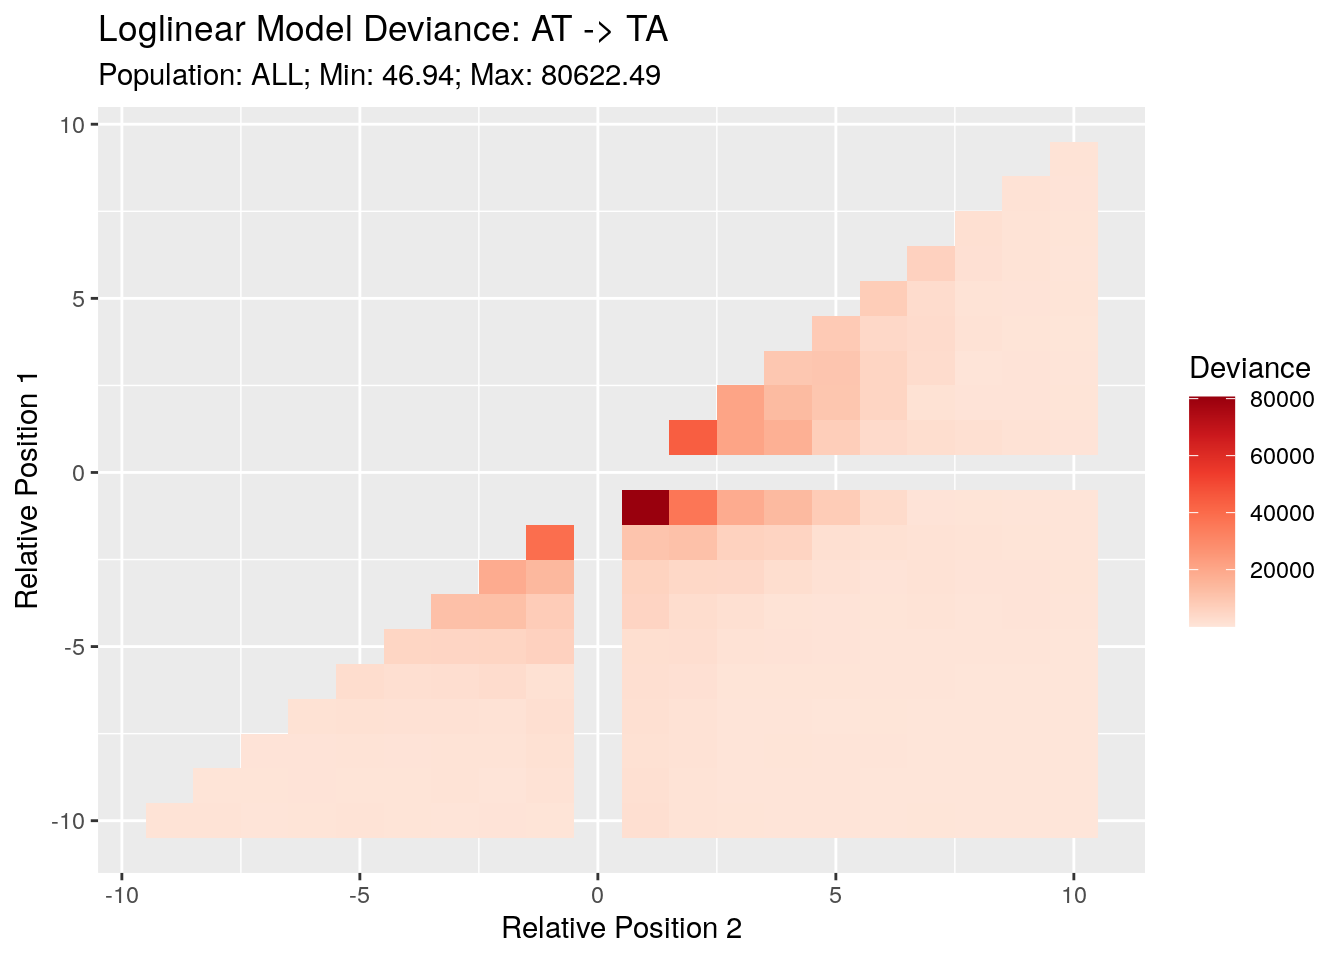 Loglinear Model Deviance: AT -> TA
Population: ALL; Min: 46.94; Max: 80622.49
10
5
0
-5
-10
Relative Position 1
-10
-5
0
5
10
Relative Position 2
Deviance
80000
60000
40000
20000